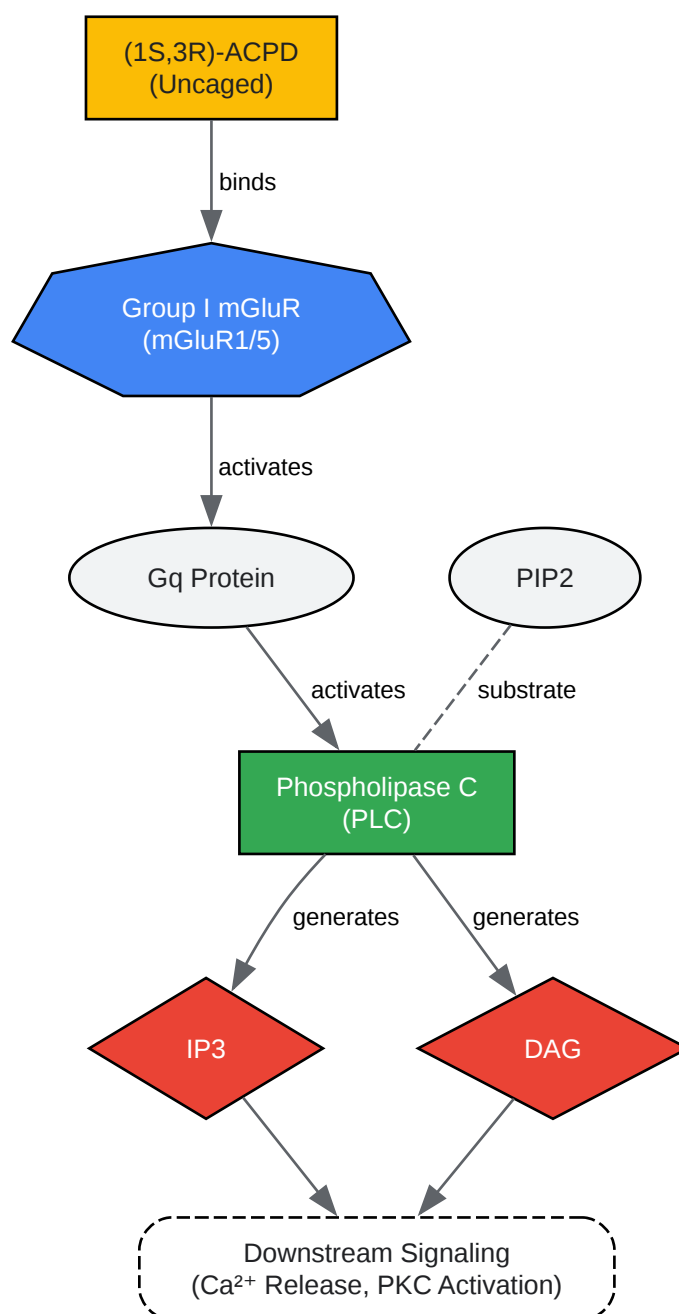 (1S,3R)-ACPD
(Uncaged)
binds
Group I mGluR
(mGluR1/5)
activates
Gq Protein
PIP2
activates
substrate
Phospholipase C
(PLC)
generates
generates
IP3
DAG
Downstream Signaling
(Ca²⁺ Release, PKC Activation)